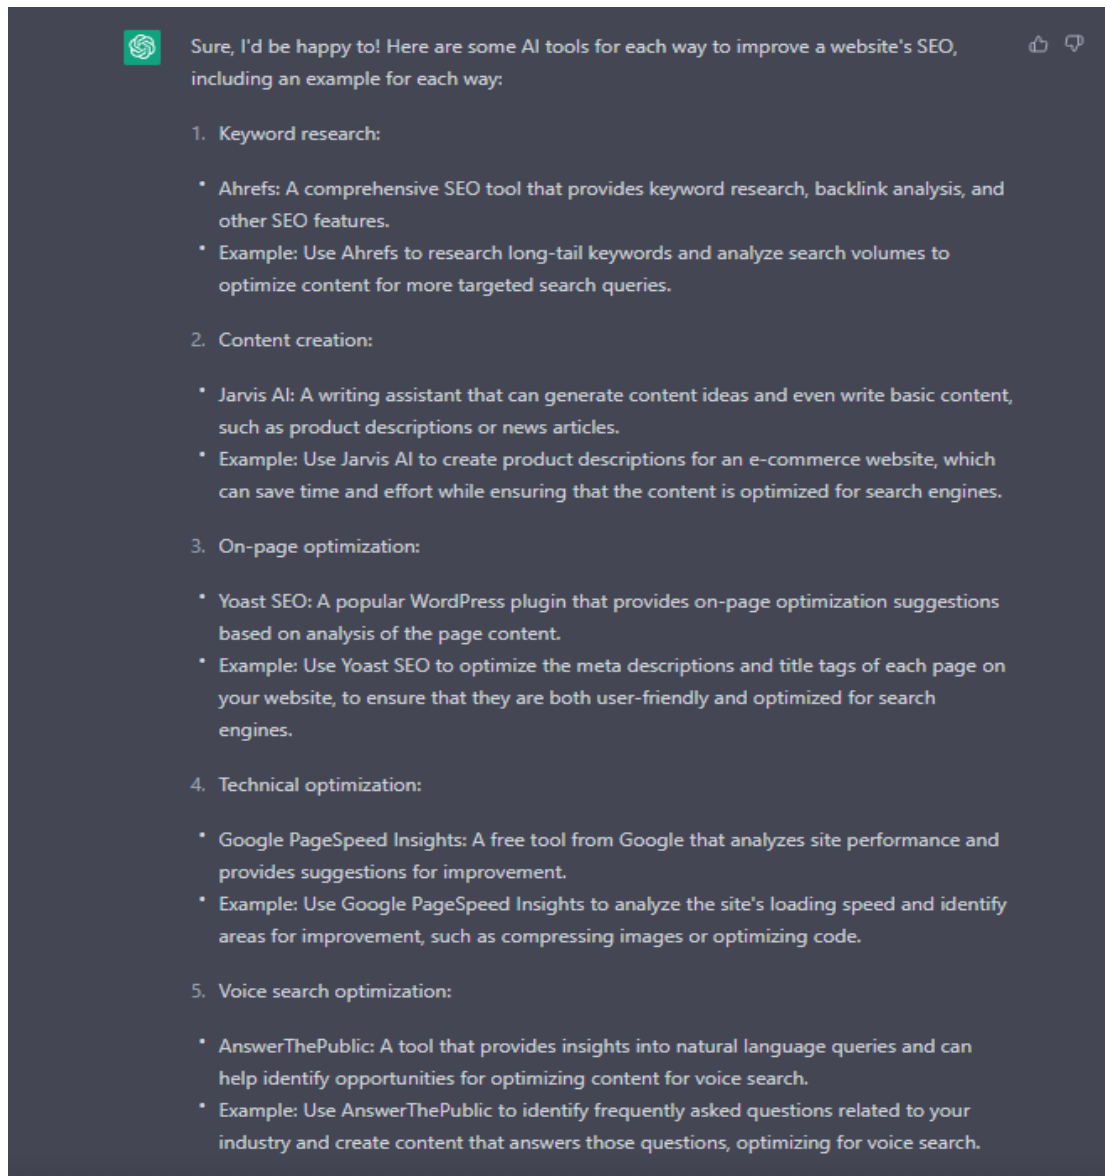 Sure, I'd be happy to! Here are some AI tools for each way to improve a website's SEO,
including an example for each way:
1. Keyword research:
• Ahrefs: A comprehensive SEO tool that provides keyword research, backlink analysis, and
other SEO features.
• Example: Use Ahrefs to research long-tail keywords and analyze search volumes to
optimize content for more targeted search queries.
2. Content creation:
• Jarvis AI: A writing assistant that can generate content ideas and even write basic content,
such as product descriptions or news articles.
• Example: Use Jarvis AI to create product descriptions for an e-commerce website, which
can save time and effort while ensuring that the content is optimized for search engines.
3. On-page optimization:
• Yoast SEO: A popular WordPress plugin that provides on-page optimization suggestions
based on analysis of the page content.
• Example: Use Yoast SEO to optimize the meta descriptions and title tags of each page on
your website, to ensure that they are both user-friendly and optimized for search
engines.
4. Technical optimization:
• Google PageSpeed Insights: A free tool from Google that analyzes site performance and
provides suggestions for improvement.
• Example: Use Google PageSpeed Insights to analyze the site's loading speed and identify
areas for improvement, such as compressing images or optimizing code.
5. Voice search optimization:
• AnswerThePublic: A tool that provides insights into natural language queries and can
help identify opportunities for optimizing content for voice search.
• Example: Use AnswerThePublic to identify frequently asked questions related to your
industry and create content that answers those questions, optimizing for voice search.